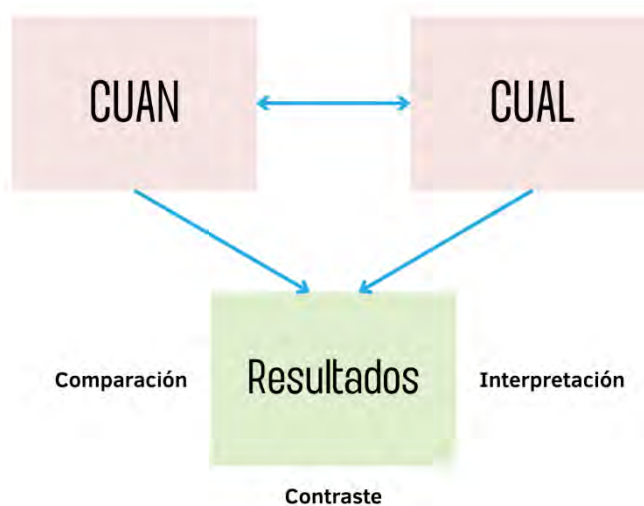 CUAN
CUAL
Comparación
Resultados
Interpretación
Contraste